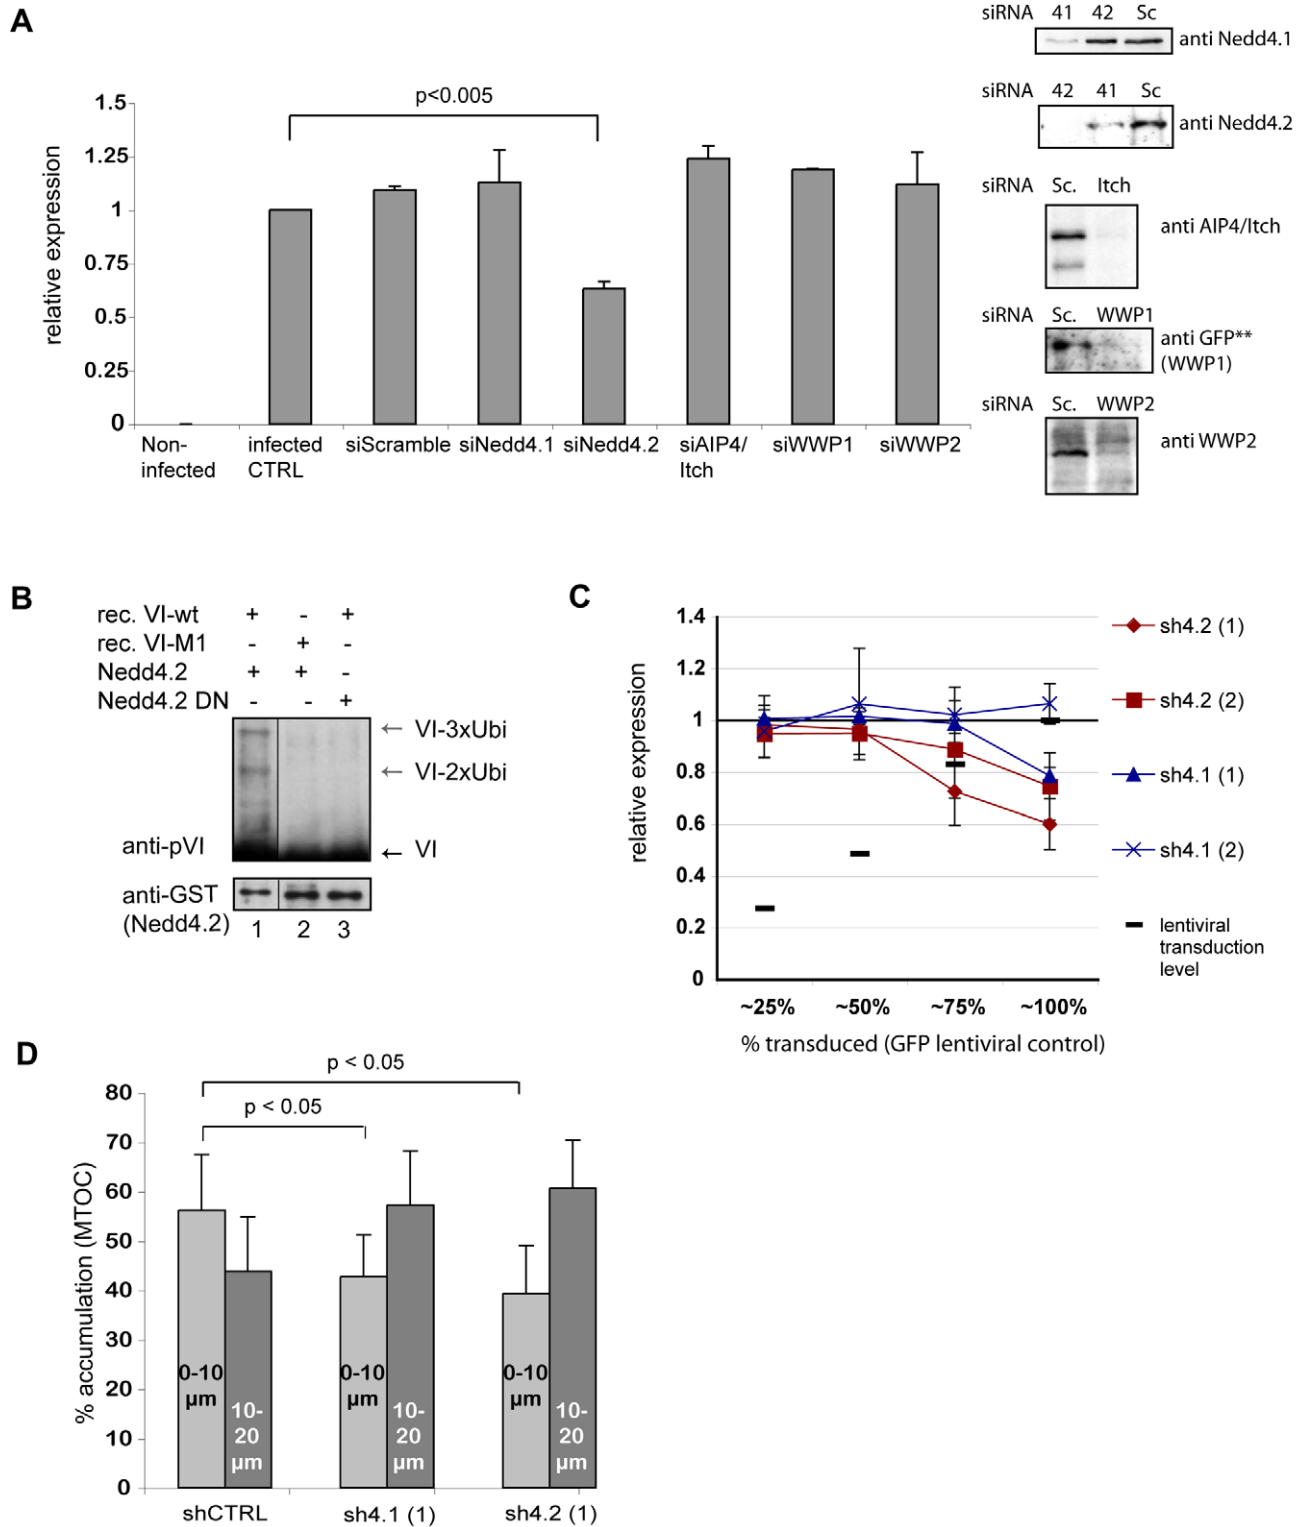 A
relative expression
1.5
1.25
1
0.75
0.5
0.25
0
p<0.005
Non-
infected
infected
CTRL
siScramble
siNedd4.1
siNedd4.2
siAIP4/
Itch
siWWP1
siWWP2
siRNA 41 42 Sc
anti Nedd4.1
siRNA 42 41 Sc
anti Nedd4.2
siRNA Sc. Itch
anti AIP4/Itch
siRNA Sc. WWP1
anti GFP**
(WWP1)
siRNA Sc. WWP2
anti WWP2
B
rec. VI-wt + - +
rec. VI-M1 - + -
Nedd4.2 + + -
Nedd4.2 DN - - +
← VI-3xUbi
← VI-2xUbi
anti-pVI
← VI
anti-GST
(Nedd4.2)
1 2 3
C
relative expression
1.4
1.2
1
0.8
0.6
0.4
0.2
0
~25% ~50% ~75% ~100%
% transduced (GFP lentiviral control)
sh4.2 (1)
sh4.2 (2)
sh4.1 (1)
sh4.1 (2)
lentiviral
transduction
level
D
% accumulation (MTOC)
80
70
60
50
40
30
20
10
0
p < 0.05
p < 0.05
0-10
µm
10-
20
µm
0-10
µm
10-
20
µm
0-10
µm
10-
20
µm
shCTRL
sh4.1 (1)
sh4.2 (1)